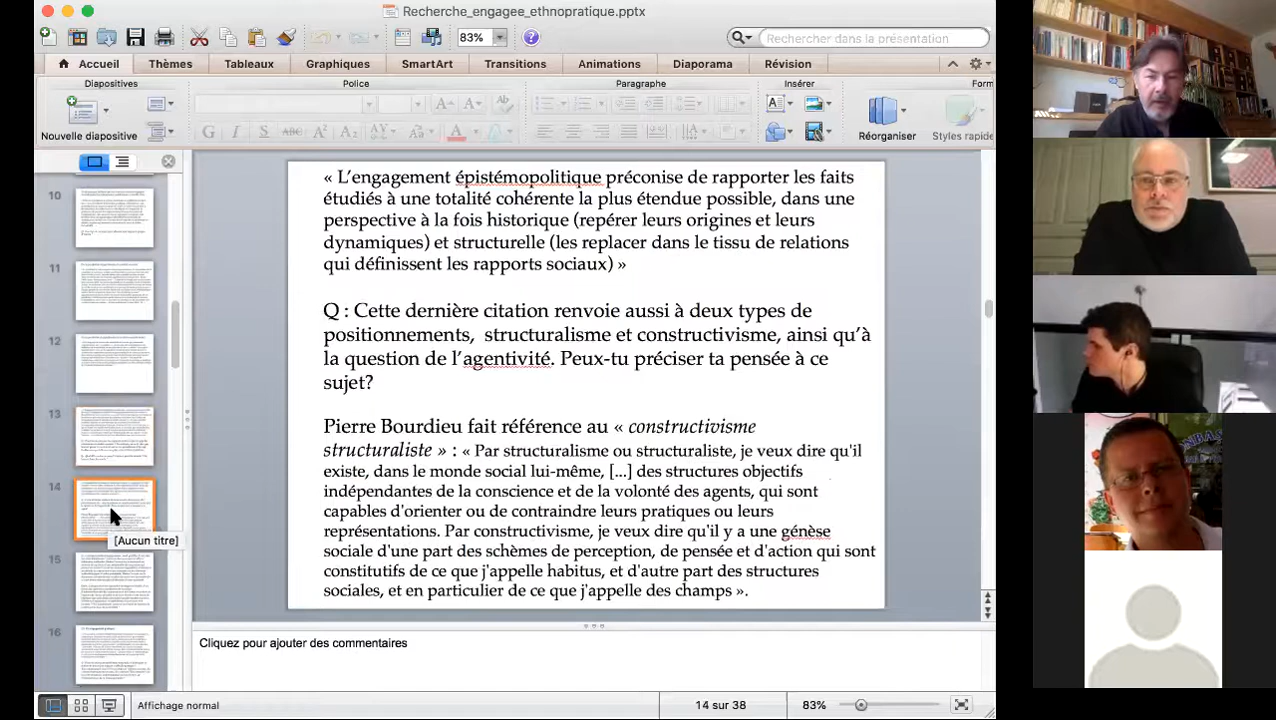 Recherche_engagee_ethnopratique.pptx
83%
Rechercher dans la présentation
Accueil
Thèmes
Tableaux
Graphiques
SmartArt
Transitions
Animations
Diaporama
Révision
Diapositives
Police
Paragraphe
Insérer
Form
Nouvelle diapositive
G I S ABC
Réorganiser
Styles rapide
10
11
12
13
14
15
16
[Aucun titre]
« L'engagement épistémopolitique préconise de rapporter les faits
étudiés à une totalité concrète la plus étendue possible, dans une
perspective à la fois historique (repérer leurs origines et leurs
dynamiques) et structurelle (les replacer dans le tissu de relations
qui définissent les rapports sociaux) »
Q : Cette dernière citation renvoie aussi à deux types de
positionnements, structuralisme et constructivisme, ainsi qu'à
la question de l'agentivité. Peux-tu préciser ta pensée à ce
sujet?
Pierre Bourdieu fait référence au « constructivisme
structuraliste » : « Par structuralisme ou structuraliste, je veux dire qu'il
existe, dans le monde social lui-même, [...] des structures objectives
indépendantes de la conscience et de la volonté des agents, qui sont
capables d'orienter ou de contraindre leurs pratiques ou leurs
représentations. Par constructivisme, je veux dire qu'il y a une genèse
sociale d'une part des schèmes de perception, de pensée et d'action qui sont
constitutifs de ce que j'appelle habitus, et d'autre part des structures
sociales, et en particulier de ce que j'appelle des champs ».
Cliquez pour ajouter des commentaires
Affichage normal
14 sur 38
83%